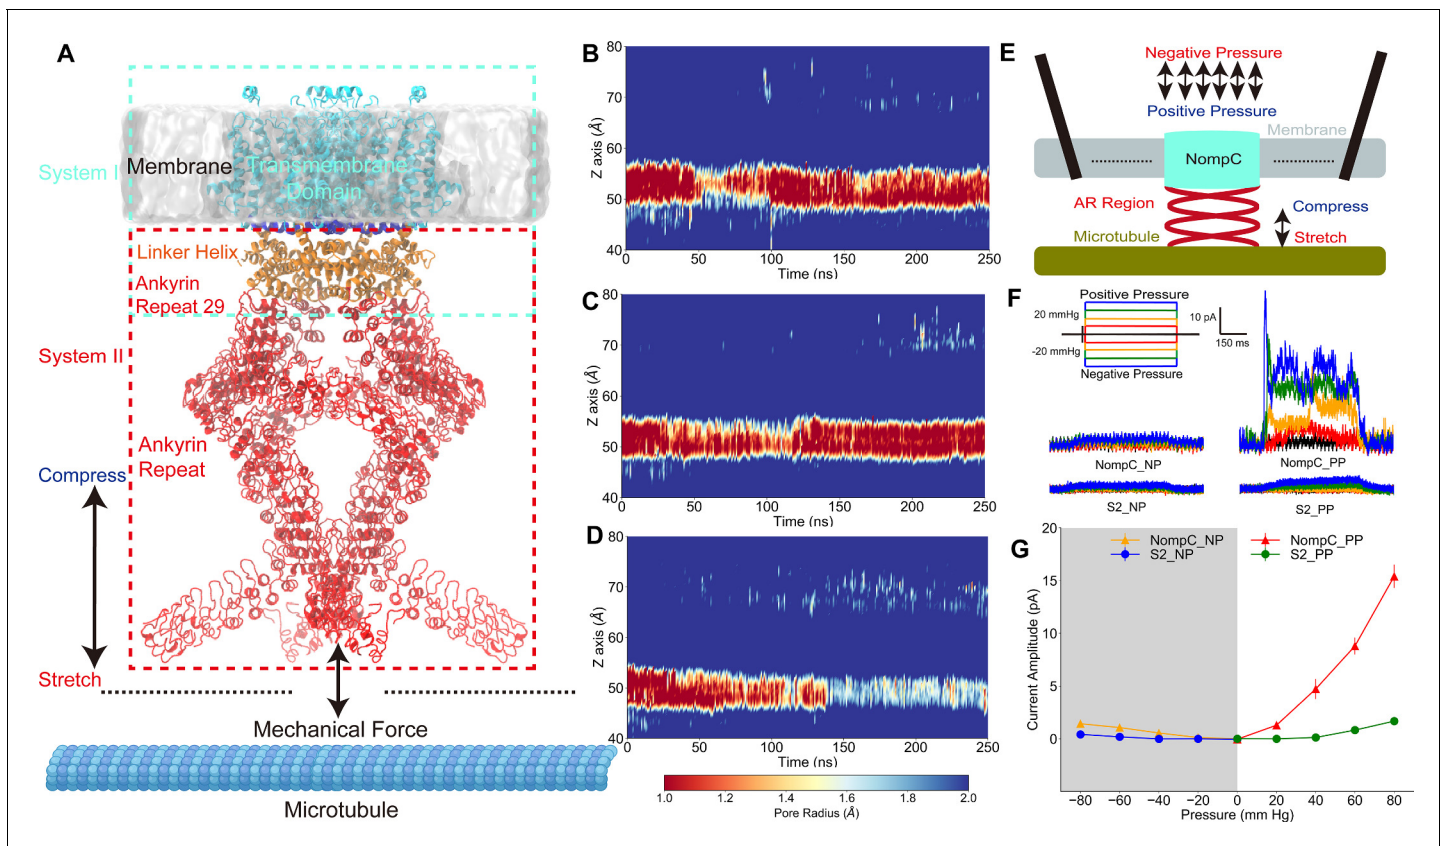 A
System I
Membrane
Transmembrane
Domain
Linker Helix
Ankyrin
Repeat 29
System II
Ankyrin
Repeat
Compress
Stretch
Mechanical Force
Microtubule
B
80
70
60
50
40
Z axis (Å)
0 50 100 150 200 250
Time (ns)
C
80
70
60
50
40
Z axis (Å)
0 50 100 150 200 250
Time (ns)
D
80
70
60
50
40
Z axis (Å)
0 50 100 150 200 250
Time (ns)
1.0 1.2 1.4 1.6 1.8 2.0
Pore Radius (Å)
E
Negative Pressure
Positive Pressure
Membrane
NompC
AR Region
Compress
Microtubule
Stretch
F
Positive Pressure
20 mmHg
-20 mmHg
Negative Pressure
10 pA
150 ms
NompC_NP
NompC_PP
S2_NP
S2_PP
G
NompC_NP
NompC_PP
S2_NP
S2_PP
20
15
10
5
0
Current Amplitude (pA)
−80 −60 −40 −20 0 20 40 60 80
Pressure (mm Hg)